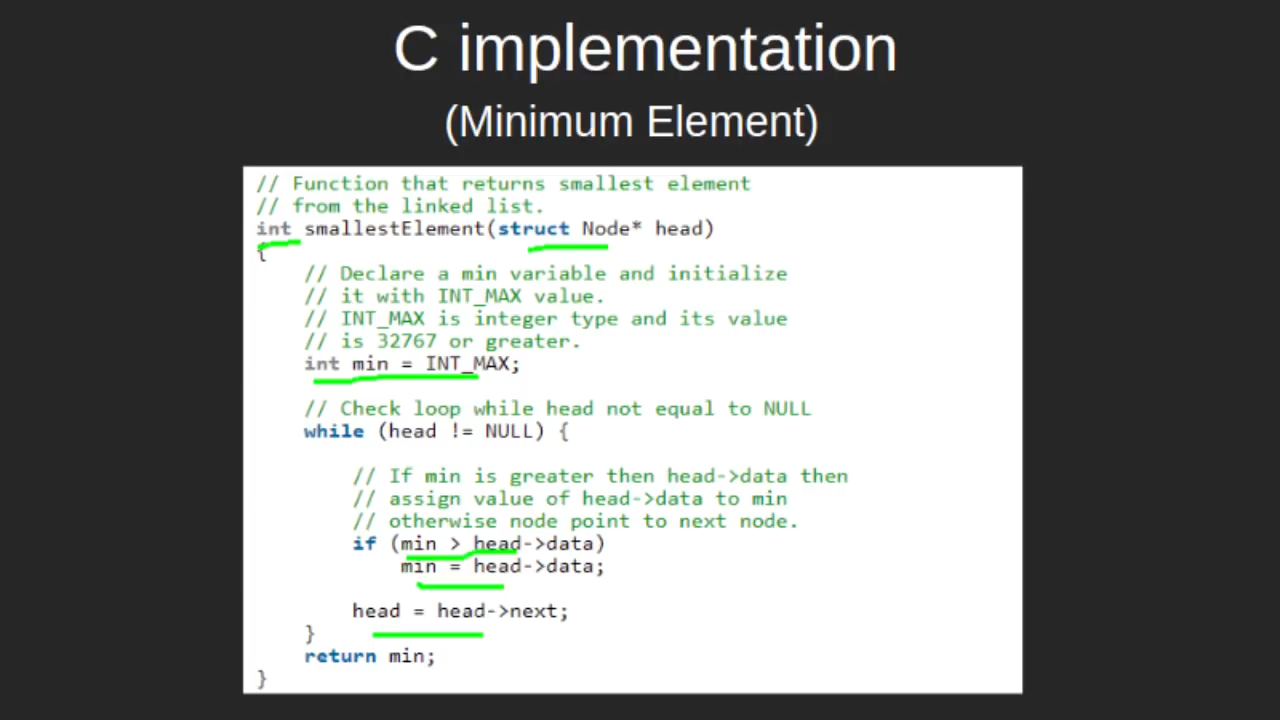 C implementation
(Minimum Element)
// Function that returns smallest element
// from the linked list.
int smallestElement(struct Node* head)
{
    // Declare a min variable and initialize
    // it with INT_MAX value.
    // INT_MAX is integer type and its value
    // is 32767 or greater.
    int min = INT_MAX;
    // Check loop while head not equal to NULL
    while (head != NULL) {
        // If min is greater then head->data then
        // assign value of head->data to min
        // otherwise node point to next node.
        if (min > head->data)
            min = head->data;
        head = head->next;
    }
    return min;
}